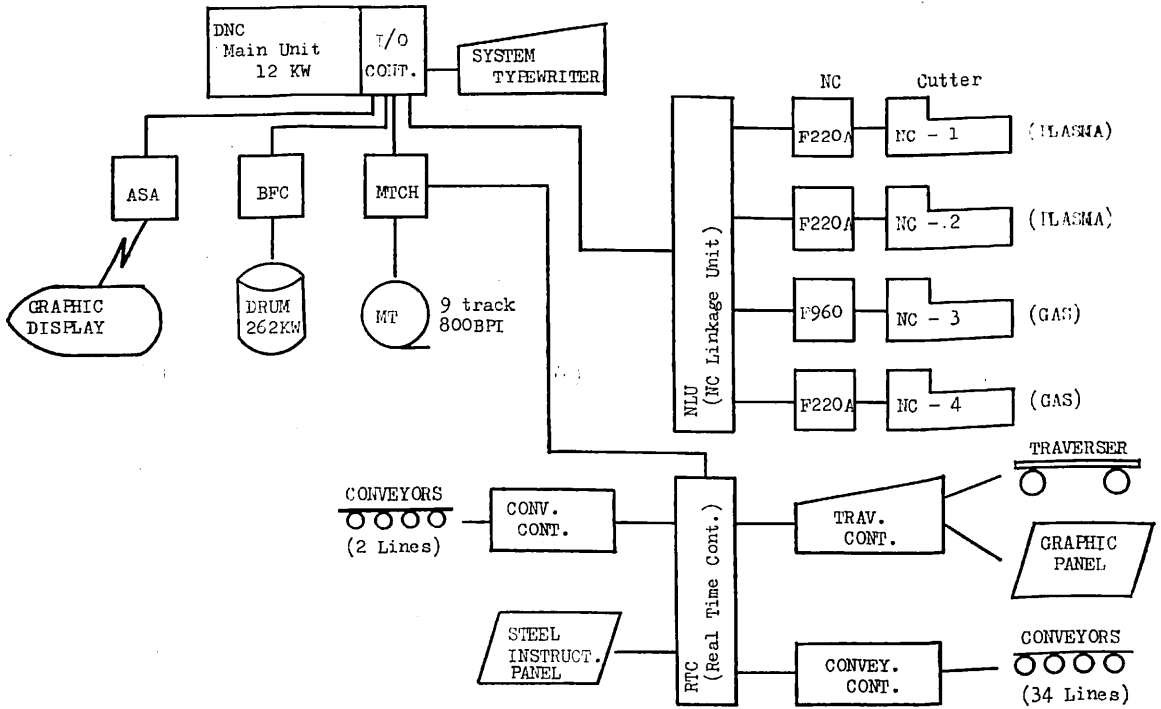 DNC
Main Unit
12 KW
I/O
CONT.
SYSTEM
TYPEWRITER
NC
Cutter
F220A
NC - 1
(PLASMA)
ASA
BFC
MTCH
F220A
NC -.2
(PLASMA)
NLU
(NC Linkage Unit)
GRAPHIC
DISPLAY
DRUM
262KW
MT
9 track
800BPI
F960
NC - 3
(GAS)
F220A
NC - 4
(GAS)
TRAVERSER
CONVEYORS
(2 Lines)
CONV.
CONT.
RTC
(Real Time Cont.)
TRAV.
CONT.
GRAPHIC
PANEL
STEEL
INSTRUCT.
PANEL
CONVEY.
CONT.
CONVEYORS
(34 Lines)